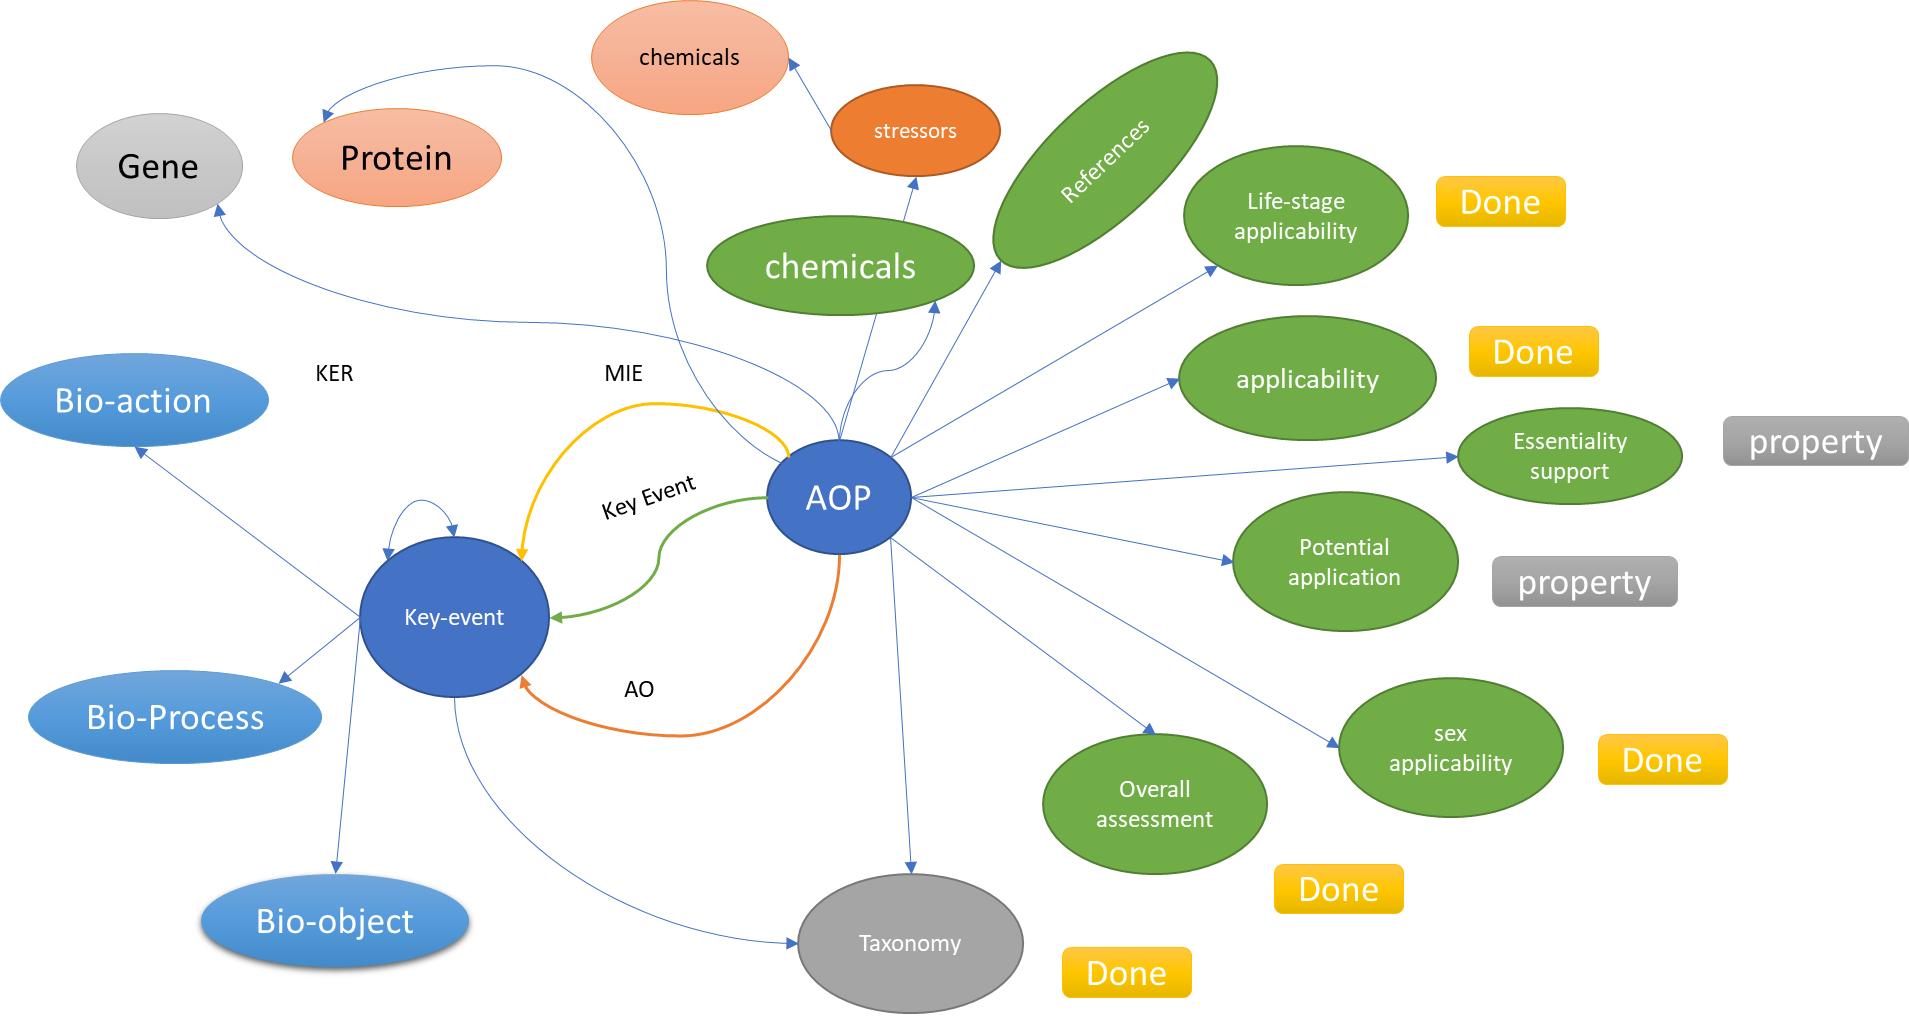 chemicals
stressors
References
Gene
Protein
Life-stage
applicability
Done
chemicals
applicability
Done
KER
MIE
Bio-action
Essentiality
support
property
Key Event
AOP
Potential
application
property
Key-event
AO
Bio-Process
sex
applicability
Done
Overall
assessment
Done
Bio-object
Taxonomy
Done